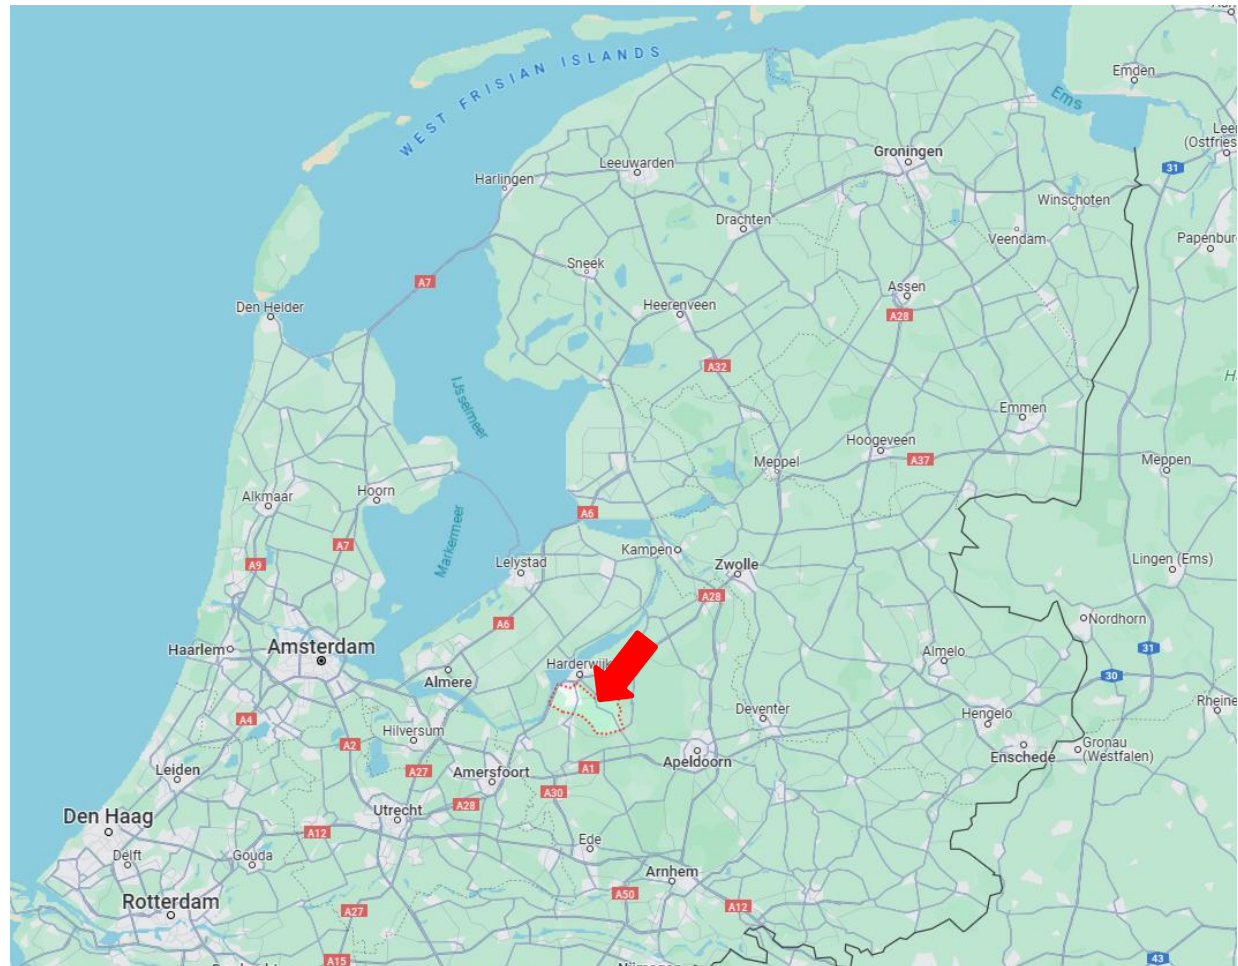 Emden
Ems
WEST FRISIAN ISLANDS
Groningen
Leeuwarden
Harlingen
31
Winschoten
Drachten
Veendam
Sneek
A7
Assen
Den Helder
Heerenveen
A28
A32
IJsselmeer
Emmen
Hoogeveen
Meppel
A37
Meppen
Alkmaar
Hoorn
A6
Markermeer
A7
Kampen
A9
Lelystad
Zwolle
Lingen (Ems)
A28
Nordhorn
A6
Haarlem
Amsterdam
Almelo
31
Harderwijk
30
Almere
Rheine
Deventer
A4
Hilversum
Hengelo
A2
Gronau
(Westfalen)
Enschede
Leiden
A27
Amersfoort
A1
Apeldoorn
A30
A28
Utrecht
Den Haag
A12
Ede
Delft
Gouda
Arnhem
A50
Rotterdam
A27
A12
A15
43